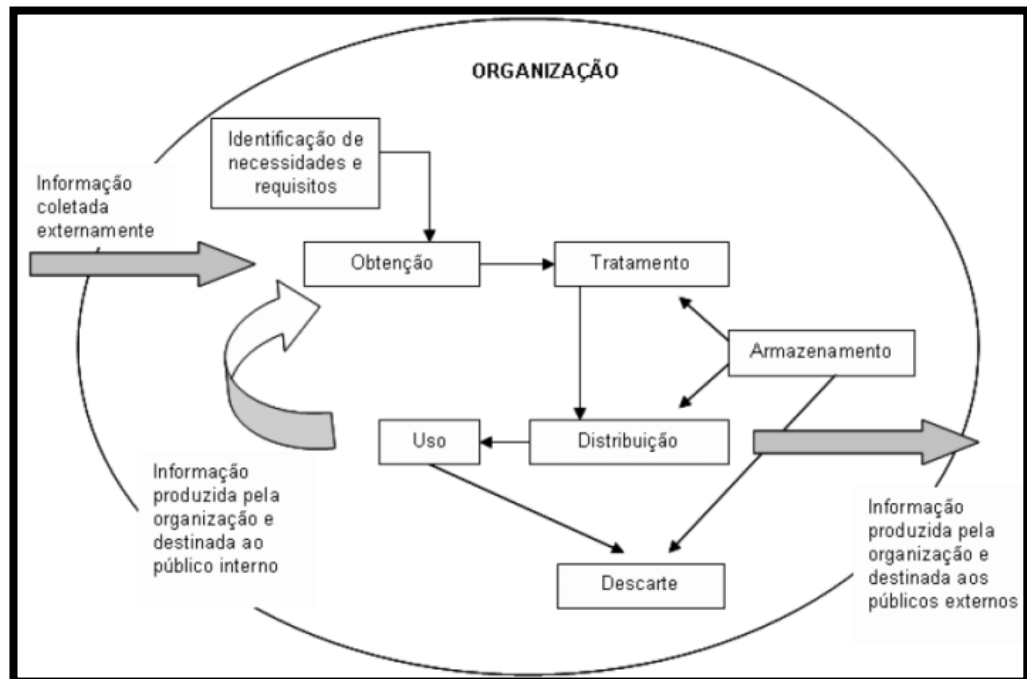 ORGANIZAÇÃO
Identificação de
necessidades e
requisitos
Informação
coletada
externamente
Obtenção
Tratamento
Armazenamento
Uso
Distribuição
Informação
produzida pela
organização e
destinada ao
público interno
Informação
produzida pela
organização e
destinada aos
públicos externos
Descarte